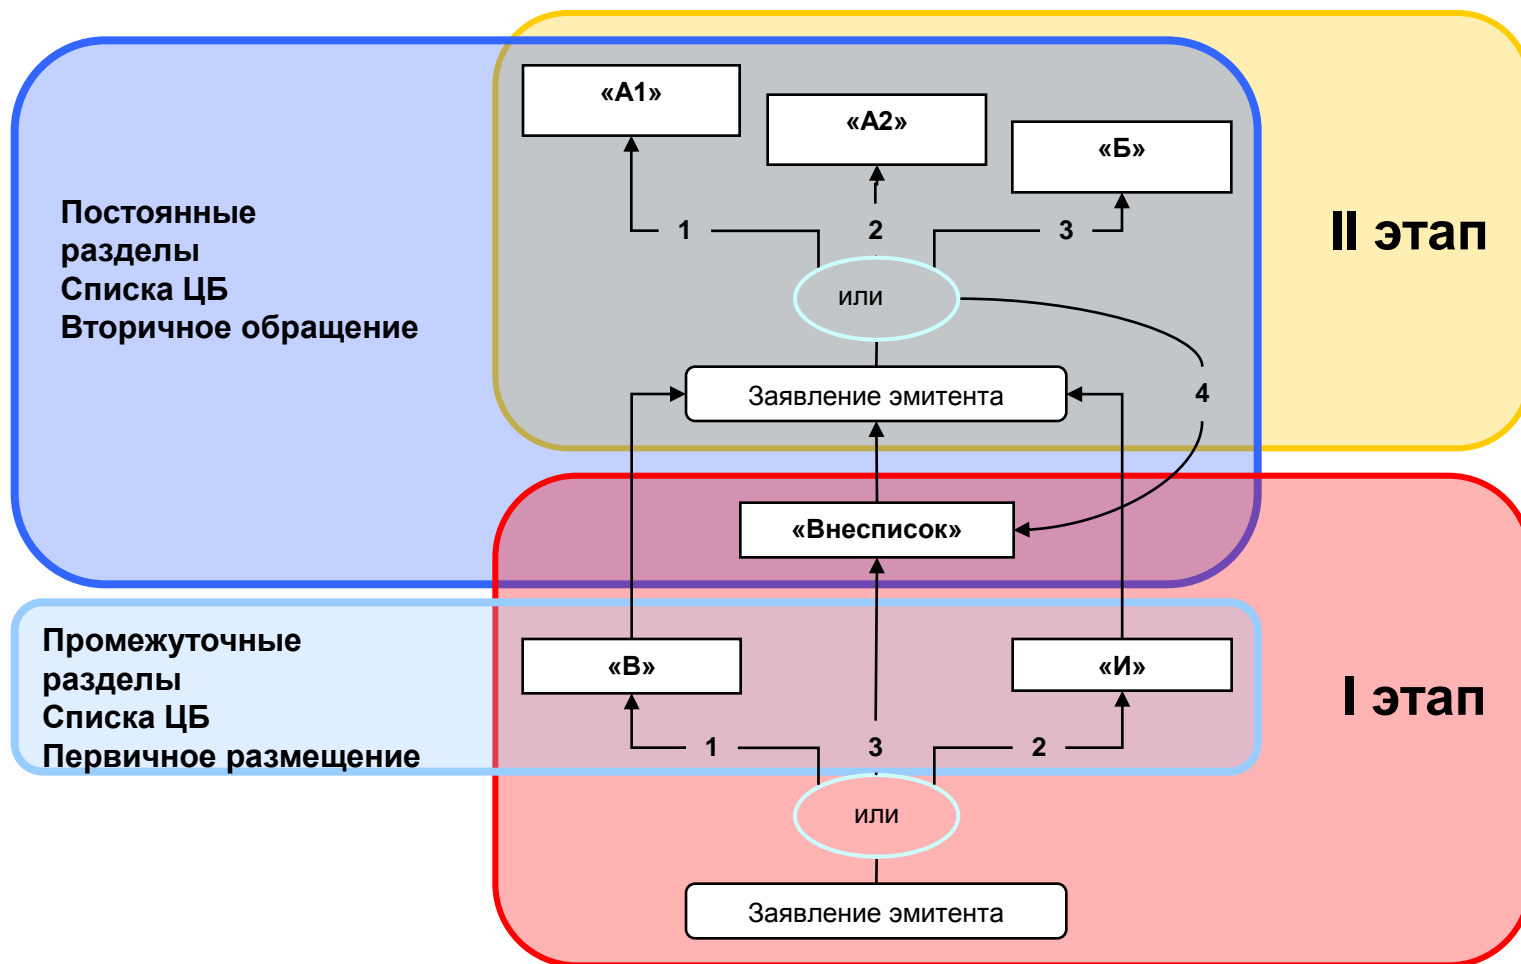 «А1»
«А2»
«Б»
Постоянные
разделы
Списка ЦБ
Вторичное обращение
1
2
3
II этап
или
Заявление эмитента
4
«Внесписок»
Промежуточные
разделы
Списка ЦБ
Первичное размещение
«В»
«И»
I этап
1
3
2
или
Заявление эмитента